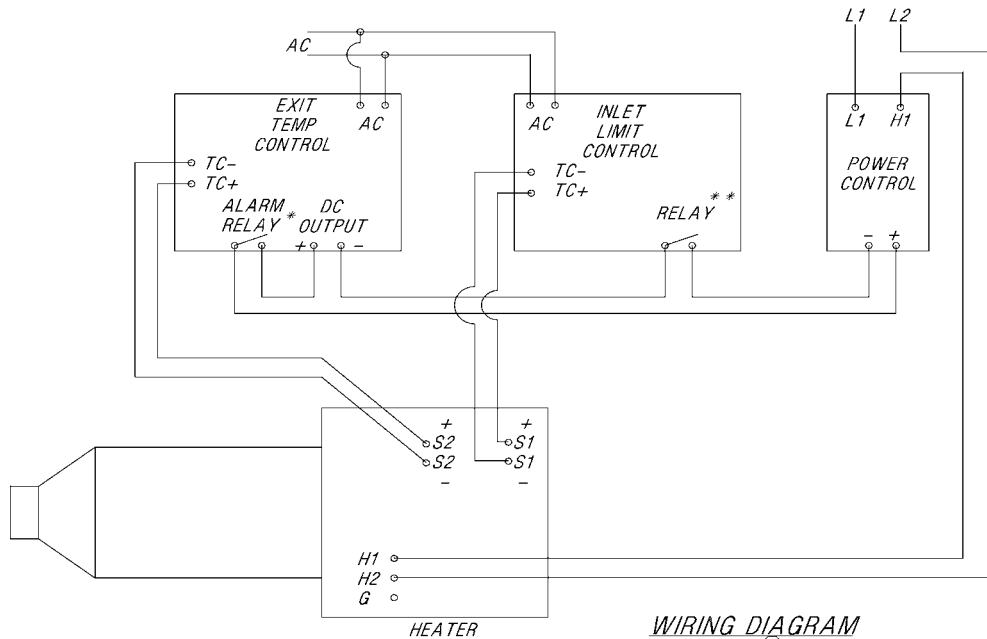 L1 L2
AC
EXIT
TEMP
CONTROL
AC
AC
INLET
LIMIT
CONTROL
L1 H1
POWER
CONTROL
TC-
TC+
TC-
TC+
ALARM
RELAY *
DC
OUTPUT
+ -
RELAY * *
- +
+ +
S2 S1
S2 S1
- -
H1
H2
G
HEATER
WIRING DIAGRAM